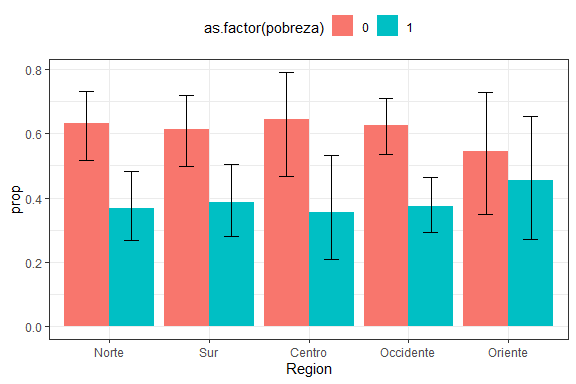 as.factor(pobreza) 0 1
0.8
0.6
0.4
0.2
0.0
prop
Norte Sur Centro Occidente Oriente
Region